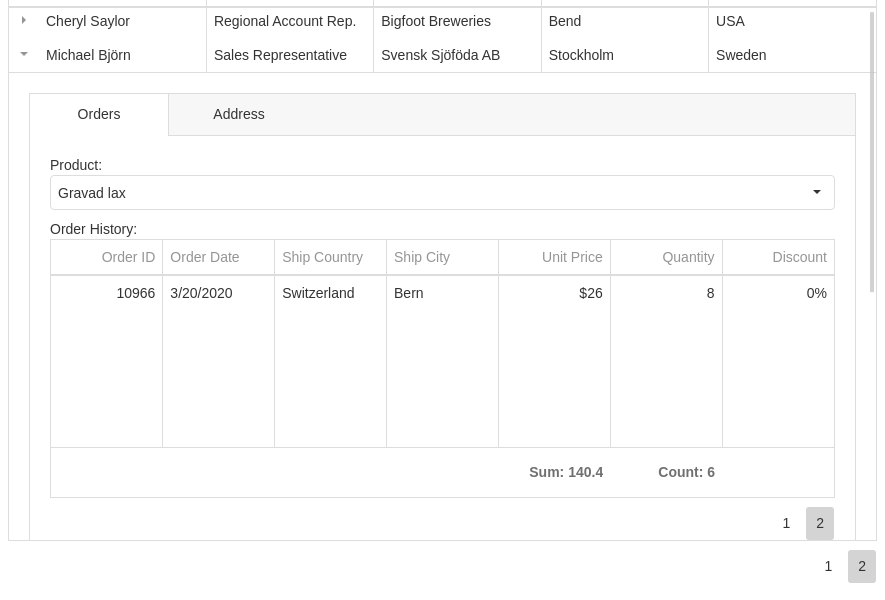 Cheryl Saylor Regional Account Rep. Bigfoot Breweries Bend USA
Michael Björn Sales Representative Svensk Sjöföda AB Stockholm Sweden
Orders Address
Product:
Gravad lax
Order History:
Order ID Order Date Ship Country Ship City Unit Price Quantity Discount
10966 3/20/2020 Switzerland Bern $26 8 0%
Sum: 140.4 Count: 6
1 2
1 2